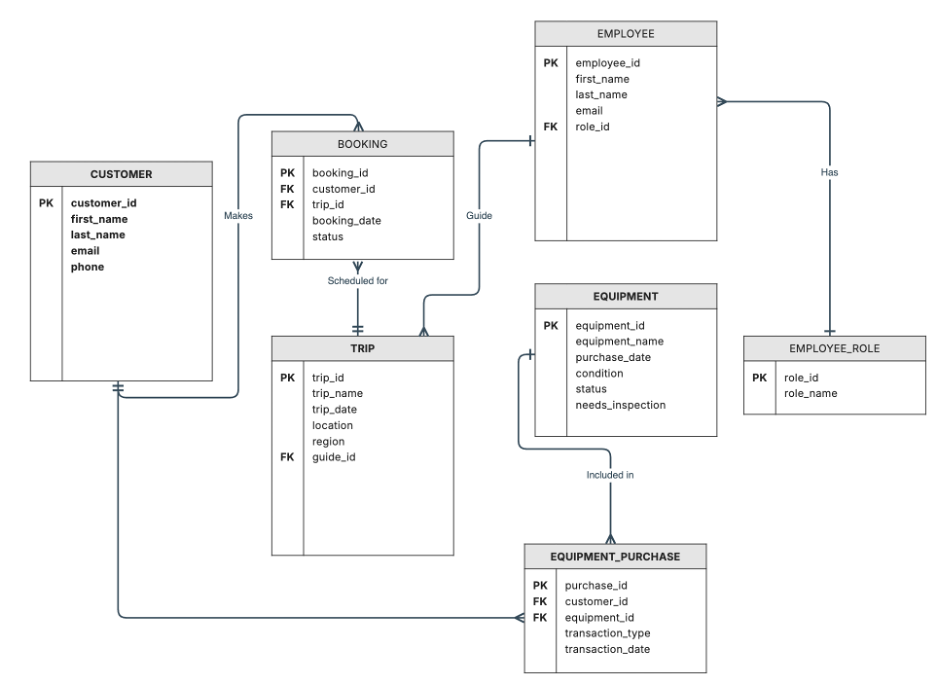 EMPLOYEE
PK employee_id
first_name
last_name
email
FK role_id
BOOKING
PK booking_id
FK customer_id
FK trip_id
booking_date
status
CUSTOMER
PK customer_id
first_name
last_name
email
phone
Makes
Guide
Has
Scheduled for
EQUIPMENT
PK equipment_id
equipment_name
purchase_date
condition
status
needs_inspection
TRIP
PK trip_id
trip_name
trip_date
location
region
FK guide_id
EMPLOYEE_ROLE
PK role_id
role_name
Included in
EQUIPMENT_PURCHASE
PK purchase_id
FK customer_id
FK equipment_id
transaction_type
transaction_date